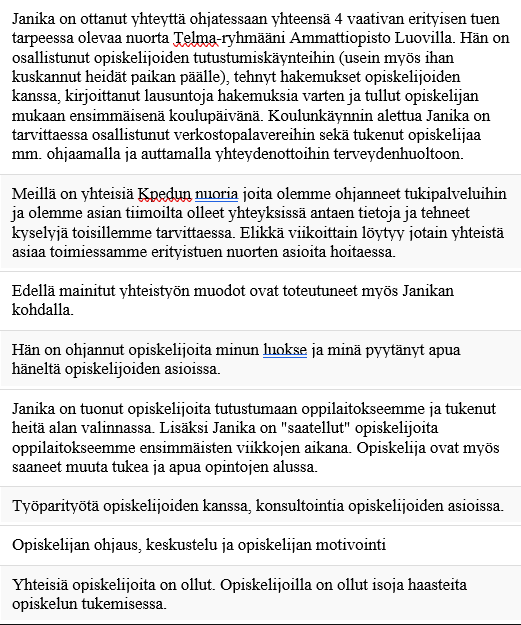 Janika on ottanut yhteyttä ohjatessaan yhteensä 4 vaativan erityisen tuen
tarpeessa olevaa nuorta Telma-ryhmääni Ammattiopisto Luovilla. Hän on
osallistunut opiskelijoiden tutustumiskäynteihin (usein myös ihan
kuskannut heidät paikan päälle), tehnyt hakemukset opiskelijoiden
kanssa, kirjoittanut lausuntoja hakemuksia varten ja tullut opiskelijan
mukaan ensimmäisenä koulupäivänä. Koulunkäynnin alettua Janika on
tarvittaessa osallistunut verkostopalavereihin sekä tukenut opiskelijaa
mm. ohjaamalla ja auttamalla yhteydenottoihin terveydenhuoltoon.
Meillä on yhteisiä Kpedun nuoria joita olemme ohjanneet tukipalveluihin
ja olemme asian tiimoilta olleet yhteyksissä antaen tietoja ja tehneet
kyselyjä toisillemme tarvittaessa. Elikkä viikoittain löytyy jotain yhteistä
asiaa toimiessamme erityistuen nuorten asioita hoitaessa.
Edellä mainitut yhteistyön muodot ovat toteutuneet myös Janikan
kohdalla.
Hän on ohjannut opiskelijoita minun luokse ja minä pyytänyt apua
häneltä opiskelijoiden asioissa.
Janika on tuonut opiskelijoita tutustumaan oppilaitokseemme ja tukenut
heitä alan valinnassa. Lisäksi Janika on "saatellut" opiskelijoita
oppilaitokseemme ensimmäisten viikkojen aikana. Opiskelija ovat myös
saaneet muuta tukea ja apua opintojen alussa.
Työparityötä opiskelijoiden kanssa, konsultointia opiskelijoiden asioissa.
Opiskelijan ohjaus, keskustelu ja opiskelijan motivointi
Yhteisiä opiskelijoita on ollut. Opiskelijoilla on ollut isoja haasteita
opiskelun tukemisessa.